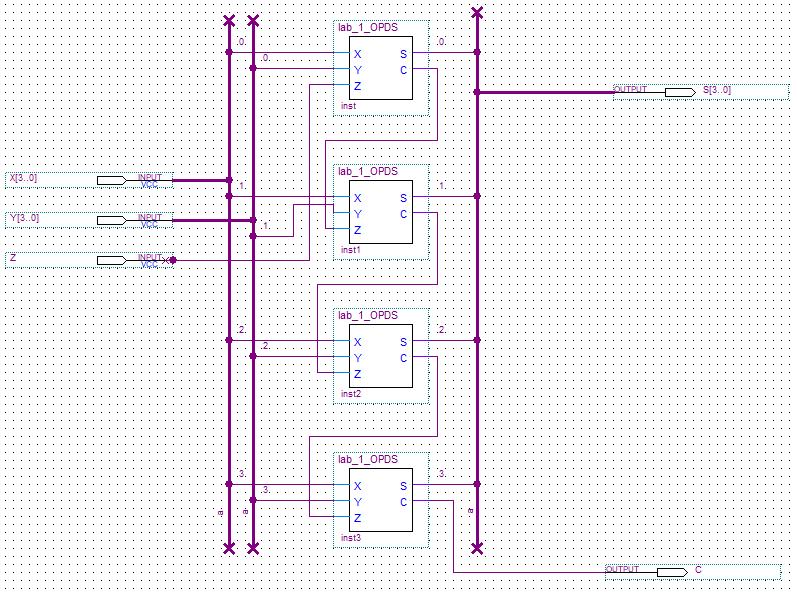 lab_1_OPDS
.0.
X
S
.0.
.0.
Y
C
Z
inst
OUTPUT
S[3..0]
lab_1_OPDS
X[3..0]
INPUT
VCC
.1.
X
S
.1.
Y[3..0]
INPUT
VCC
.1.
Y
C
Z
inst1
Z
INPUT
VCC
lab_1_OPDS
.2.
X
S
.2.
.2.
Y
C
Z
inst2
lab_1_OPDS
.3.
X
S
.3.
.3.
Y
C
Z
a
a
a
inst3
OUTPUT
C